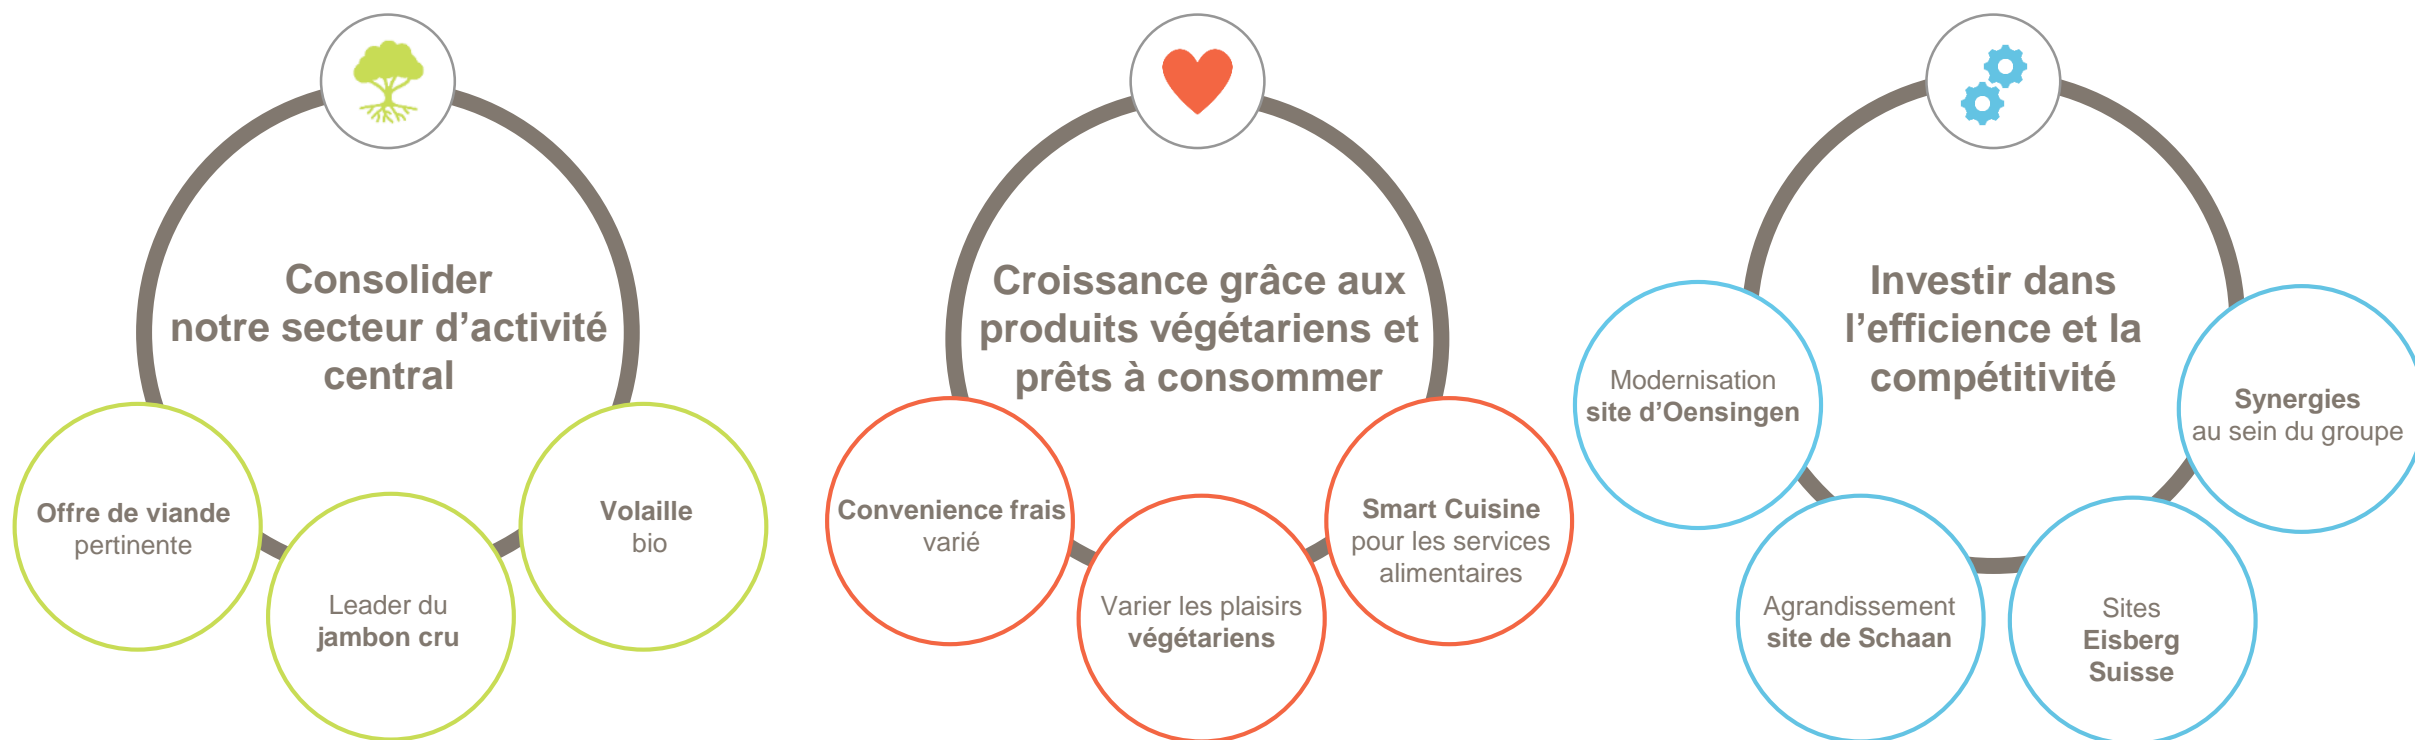 Consolider
notre secteur d’activité
central
Offre de viande
pertinente
Leader du
jambon cru
Volaille
bio
Croissance grâce aux
produits végétariens et
prêts à consommer
Convenience frais
varié
Varier les plaisirs
végétariens
Smart Cuisine
pour les services
alimentaires
Investir dans
l’efficience et la
compétitivité
Modernisation
site d’Oensingen
Agrandissement
site de Schaan
Sites
Eisberg
Suisse
Synergies
au sein du groupe